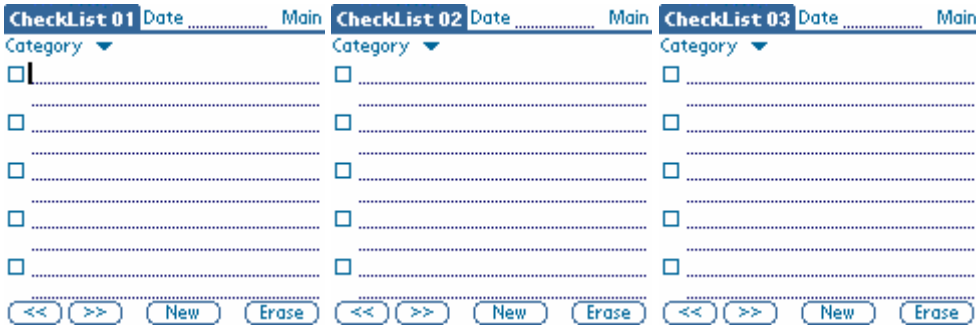 CheckList 01 Date Main
Category
<< >> New Erase
CheckList 02 Date Main
Category
<< >> New Erase
CheckList 03 Date Main
Category
<< >> New Erase